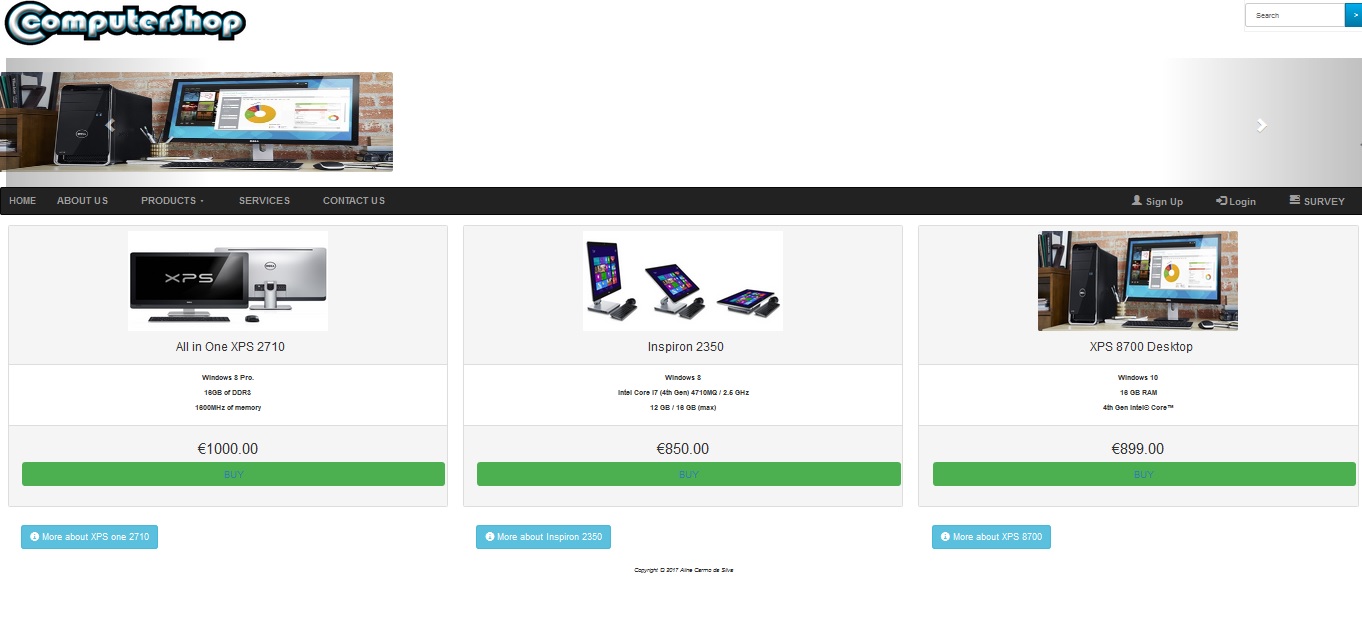 ComputerShop
Search >
HOME ABOUT US PRODUCTS SERVICES CONTACT US Sign Up Login SURVEY
XPS
All in One XPS 2710
Windows 8 Pro.
16GB of DDR3
1600MHz of memory
€1000.00
BUY
More about XPS one 2710
Inspiron 2350
Windows 8
Intel Core i7 (4th Gen) 4710MQ / 2.5 GHz
12 GB / 16 GB (max)
€850.00
BUY
More about Inspiron 2350
XPS 8700 Desktop
Windows 10
16 GB RAM
4th Gen Intel® Core™
€899.00
BUY
More about XPS 8700
Copyright © 2017 Aline Carmo da Silva